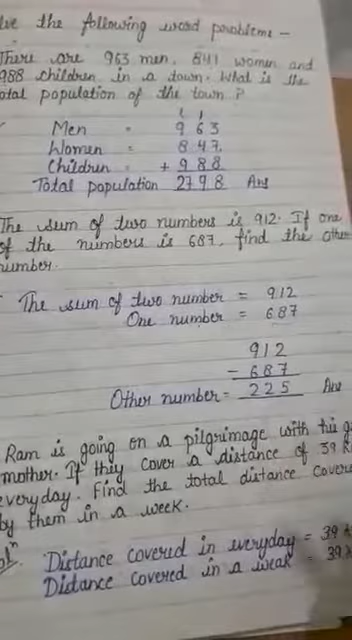 the following word probleme -
There are 963 men, 841 women and
988 children in a down. What is the
otal population of the town?
1 1
Men = 963
Women = 847.
Children = + 988
Total population 2798 Ans
The sum of two numbers is 912. If one
of the numbers is 687, find the other
number.
The sum of two number = 912
One number = 687
912
- 687
Other number = 225 Ans
Ram is going on a pilgrimage with his
mother. If they cover a distance of 39
everyday. Find the total distance covere
by them in a week.
Distance covered in everyday = 39
Distance covered in a weak = 39